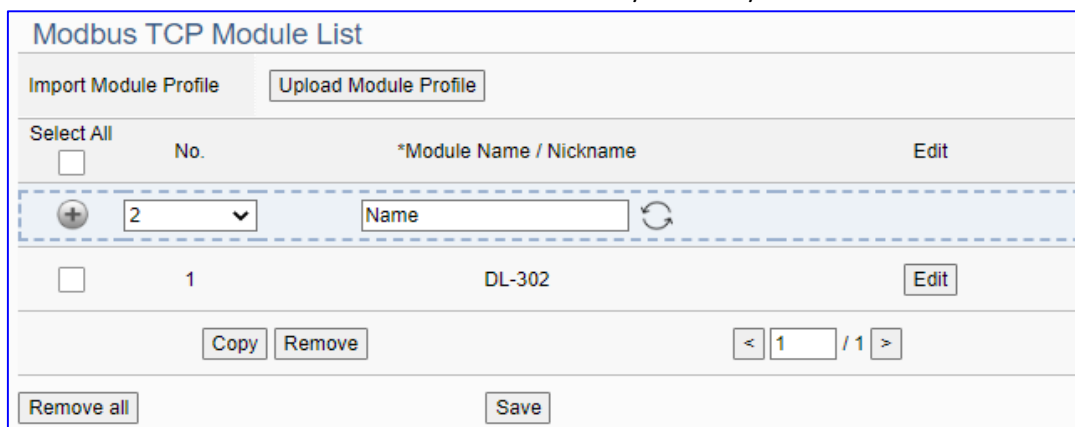 Modbus TCP Module List
Import Module Profile Upload Module Profile
Select All
No. *Module Name / Nickname Edit
2 Name
1 DL-302 Edit
Copy Remove < 1 / 1 >
Remove all Save